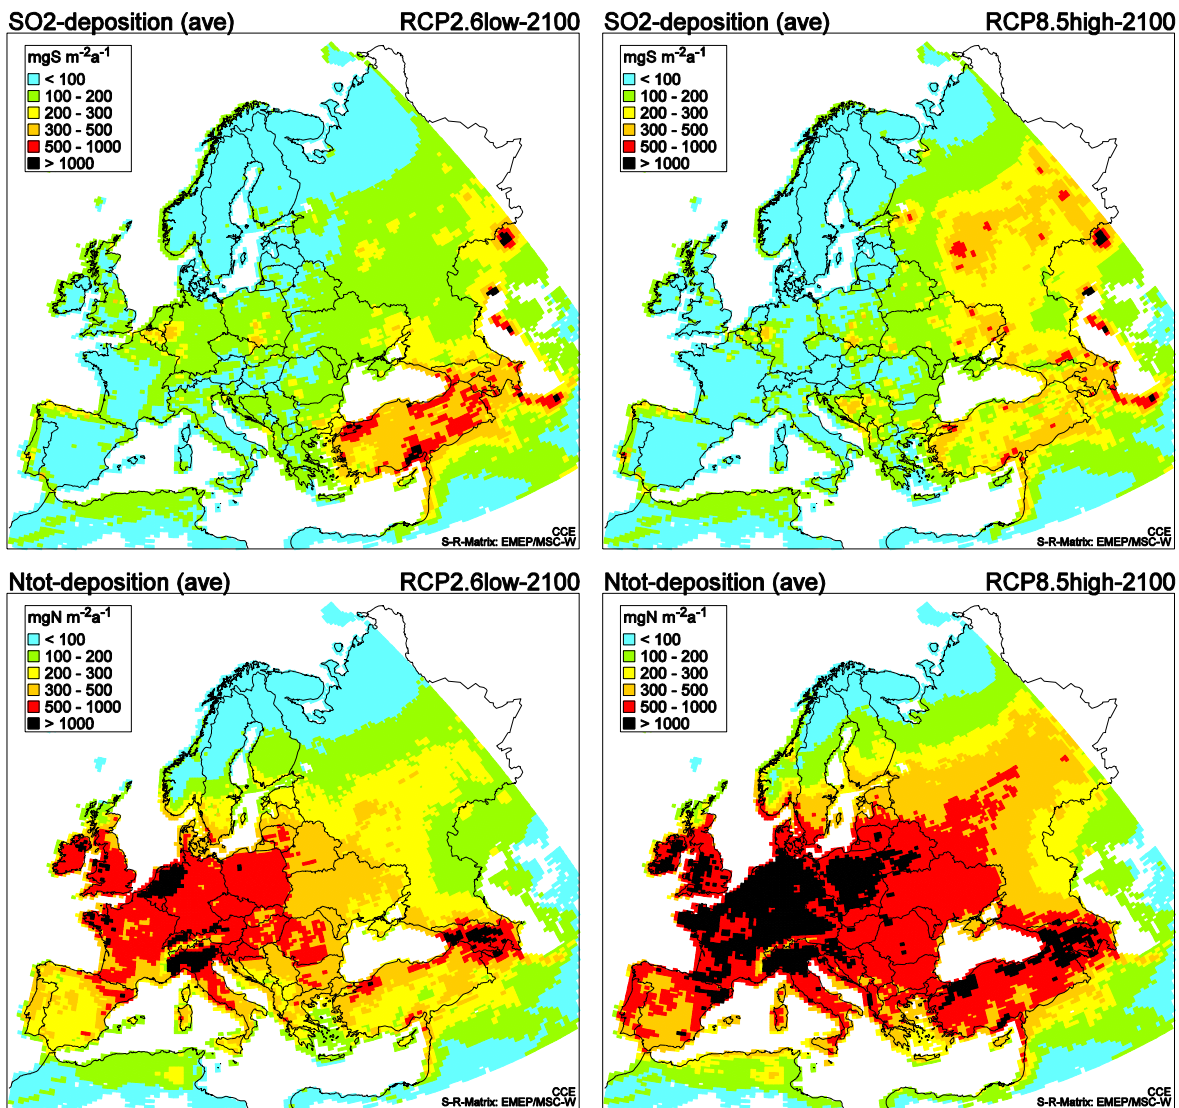 SO2-deposition (ave) RCP2.6low-2100
mgS m⁻²a⁻¹
< 100
100 - 200
200 - 300
300 - 500
500 - 1000
> 1000
CCE
S-R-Matrix: EMEP/MSC-W
SO2-deposition (ave) RCP8.5high-2100
mgS m⁻²a⁻¹
< 100
100 - 200
200 - 300
300 - 500
500 - 1000
> 1000
CCE
S-R-Matrix: EMEP/MSC-W
Ntot-deposition (ave) RCP2.6low-2100
mgN m⁻²a⁻¹
< 100
100 - 200
200 - 300
300 - 500
500 - 1000
> 1000
CCE
S-R-Matrix: EMEP/MSC-W
Ntot-deposition (ave) RCP8.5high-2100
mgN m⁻²a⁻¹
< 100
100 - 200
200 - 300
300 - 500
500 - 1000
> 1000
CCE
S-R-Matrix: EMEP/MSC-W